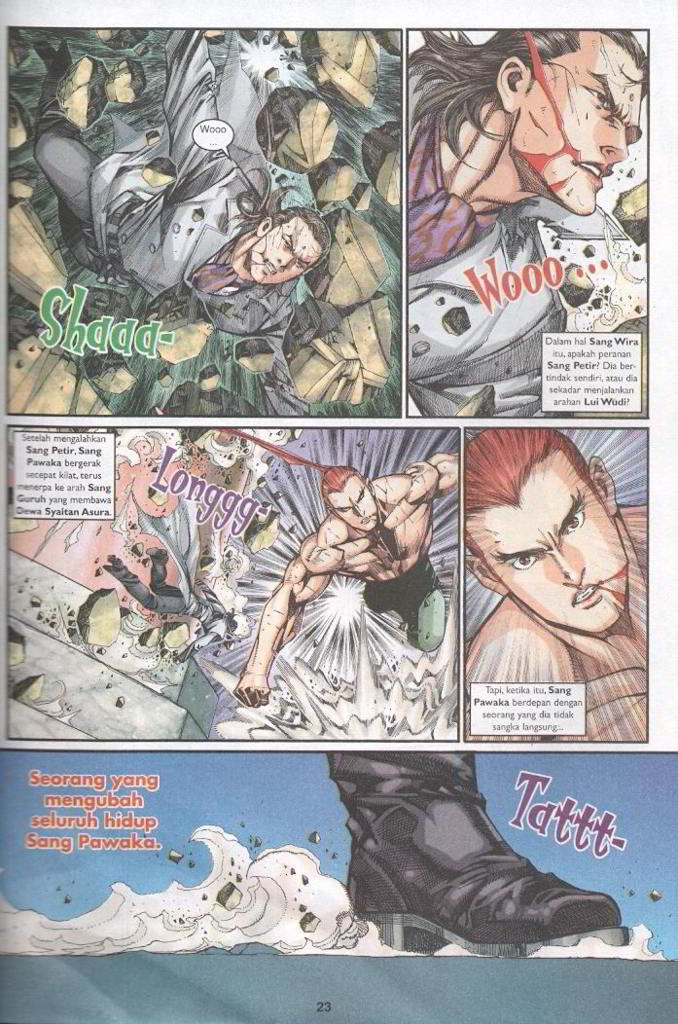 Wooo
...
Shaaa-
Wooo ...
Dalam hal Sang Wira
itu, apakah peranan
Sang Petir? Dia ber-
tindak sendiri, atau dia
sekadar menjalankan
arahan Lui Wudi?
Setelah mengalahkan
Sang Petir, Sang
Pawaka bergerak
secepat kilat, terus
menerpa ke arah Sang
Guruh yang membawa
Dewa Syaitan Asura.
Longgg-
Tapi, ketika itu, Sang
Pawaka berdepan dengan
seorang yang dia tidak
sangka langsung:..
Seorang yang
mengubah
seluruh hidup
Sang Pawaka.
Tattt-
23